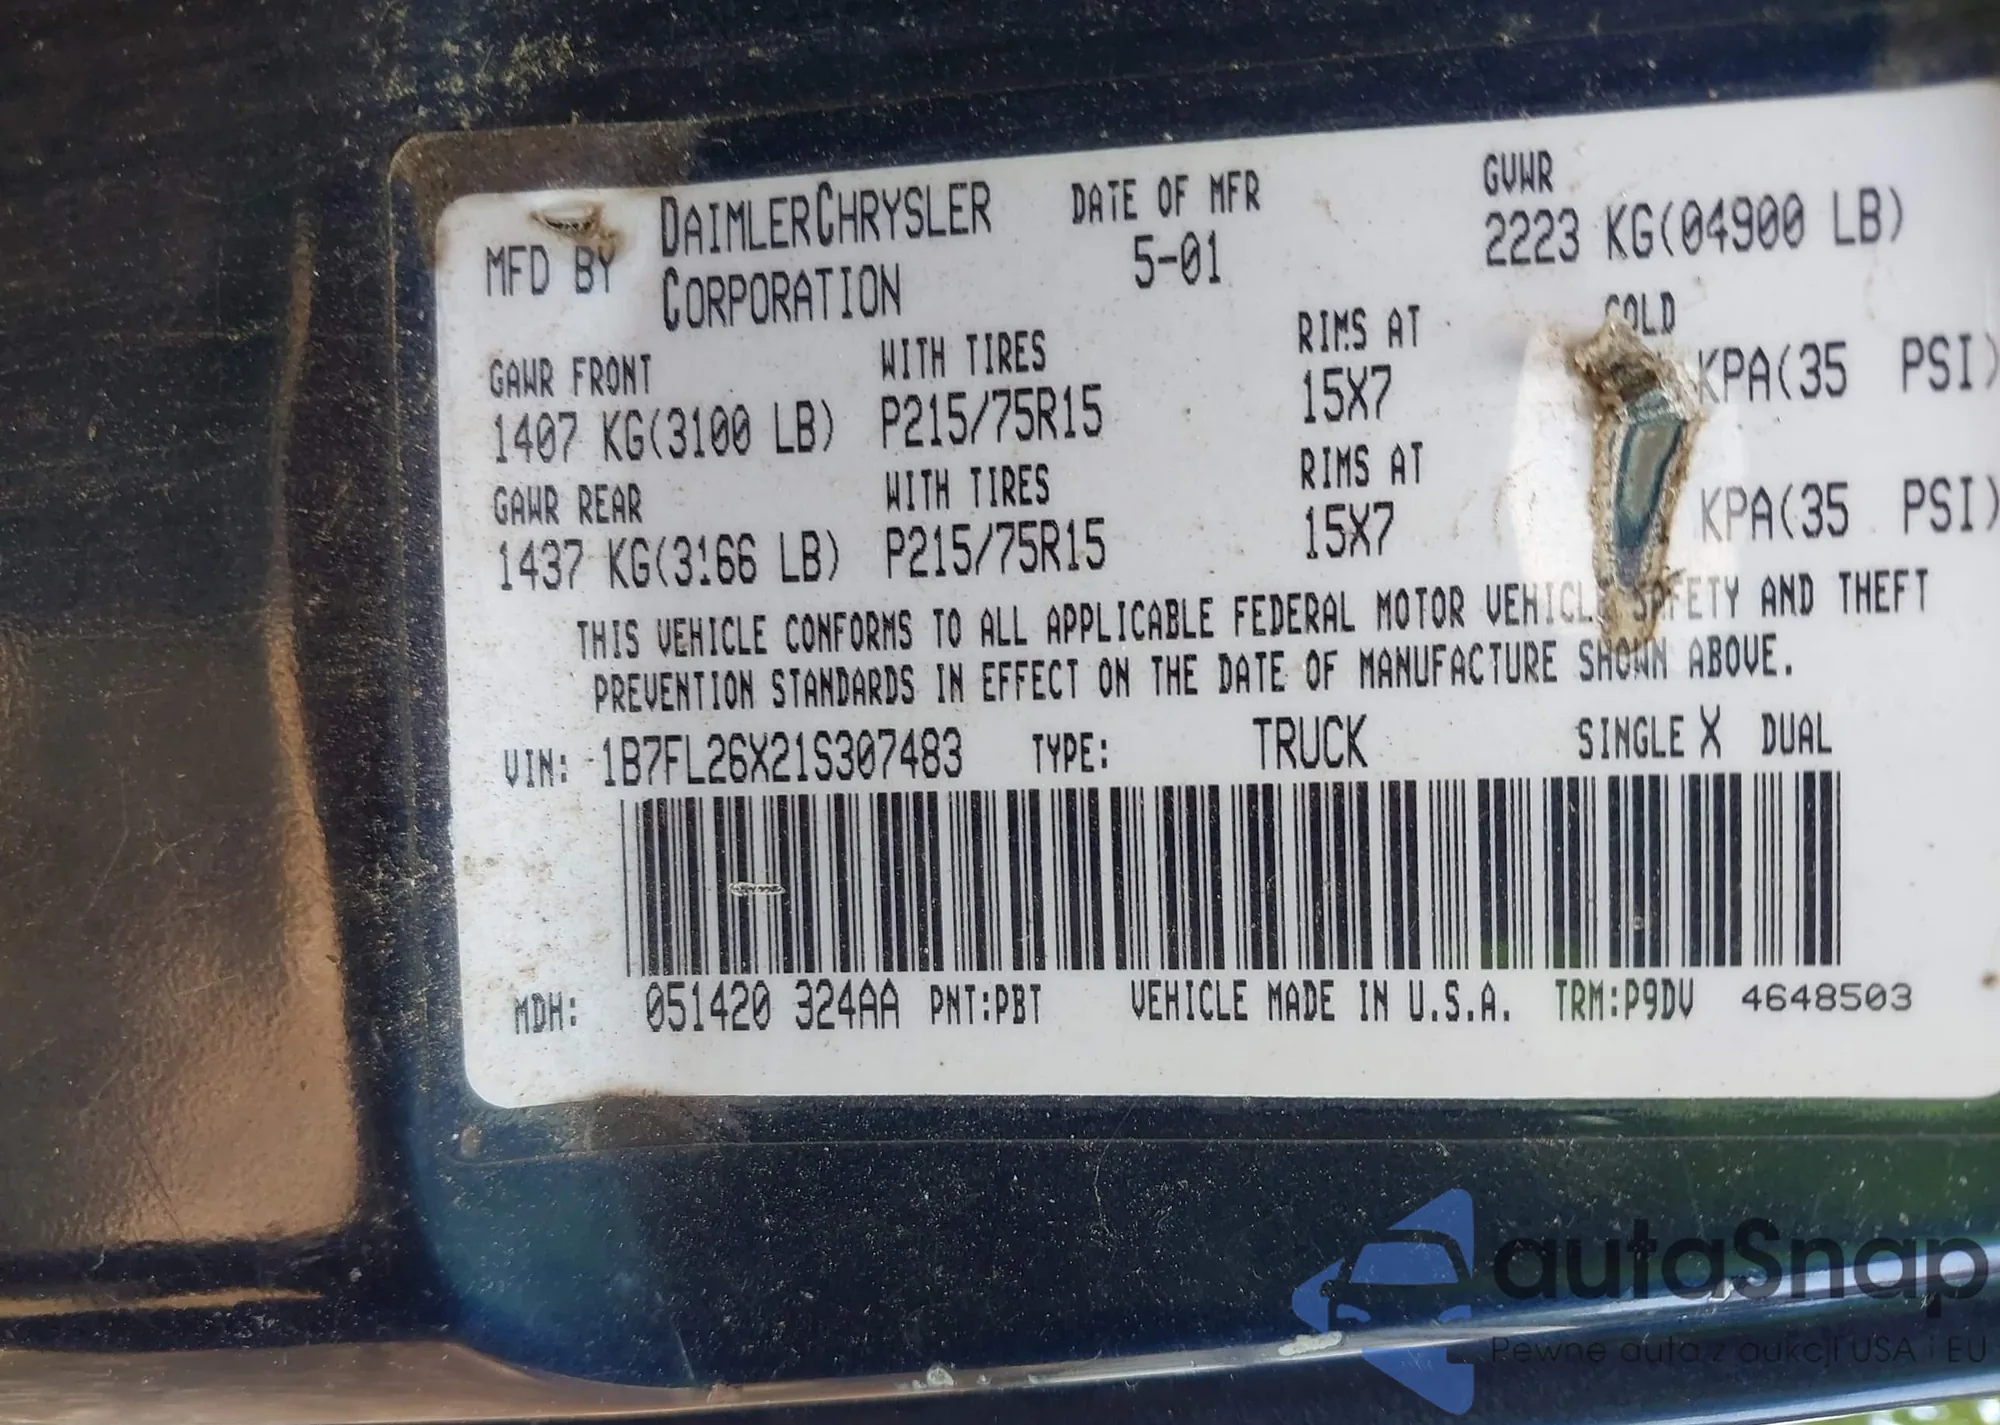 MFD BY DAIMLERCHRYSLER CORPORATION
DATE OF MFR
5-01
GVWR
2223 KG(04900 LB)
GAWR FRONT WITH TIRES RIMS AT COLD
1407 KG(3100 LB) P215/75R15 15X7 KPA(35 PSI)
GAWR REAR WITH TIRES RIMS AT
1437 KG(3166 LB) P215/75R15 15X7 KPA(35 PSI)
THIS VEHICLE CONFORMS TO ALL APPLICABLE FEDERAL MOTOR VEHICLE SAFETY AND THEFT
PREVENTION STANDARDS IN EFFECT ON THE DATE OF MANUFACTURE SHOWN ABOVE.
VIN: 1B7FL26X21S307483 TYPE: TRUCK SINGLE X DUAL
MDH: 051420 324AA PNT:PBT VEHICLE MADE IN U.S.A. TRM:P9DV 4648503
autaSnap
Pewne auta z aukcji USA i EU